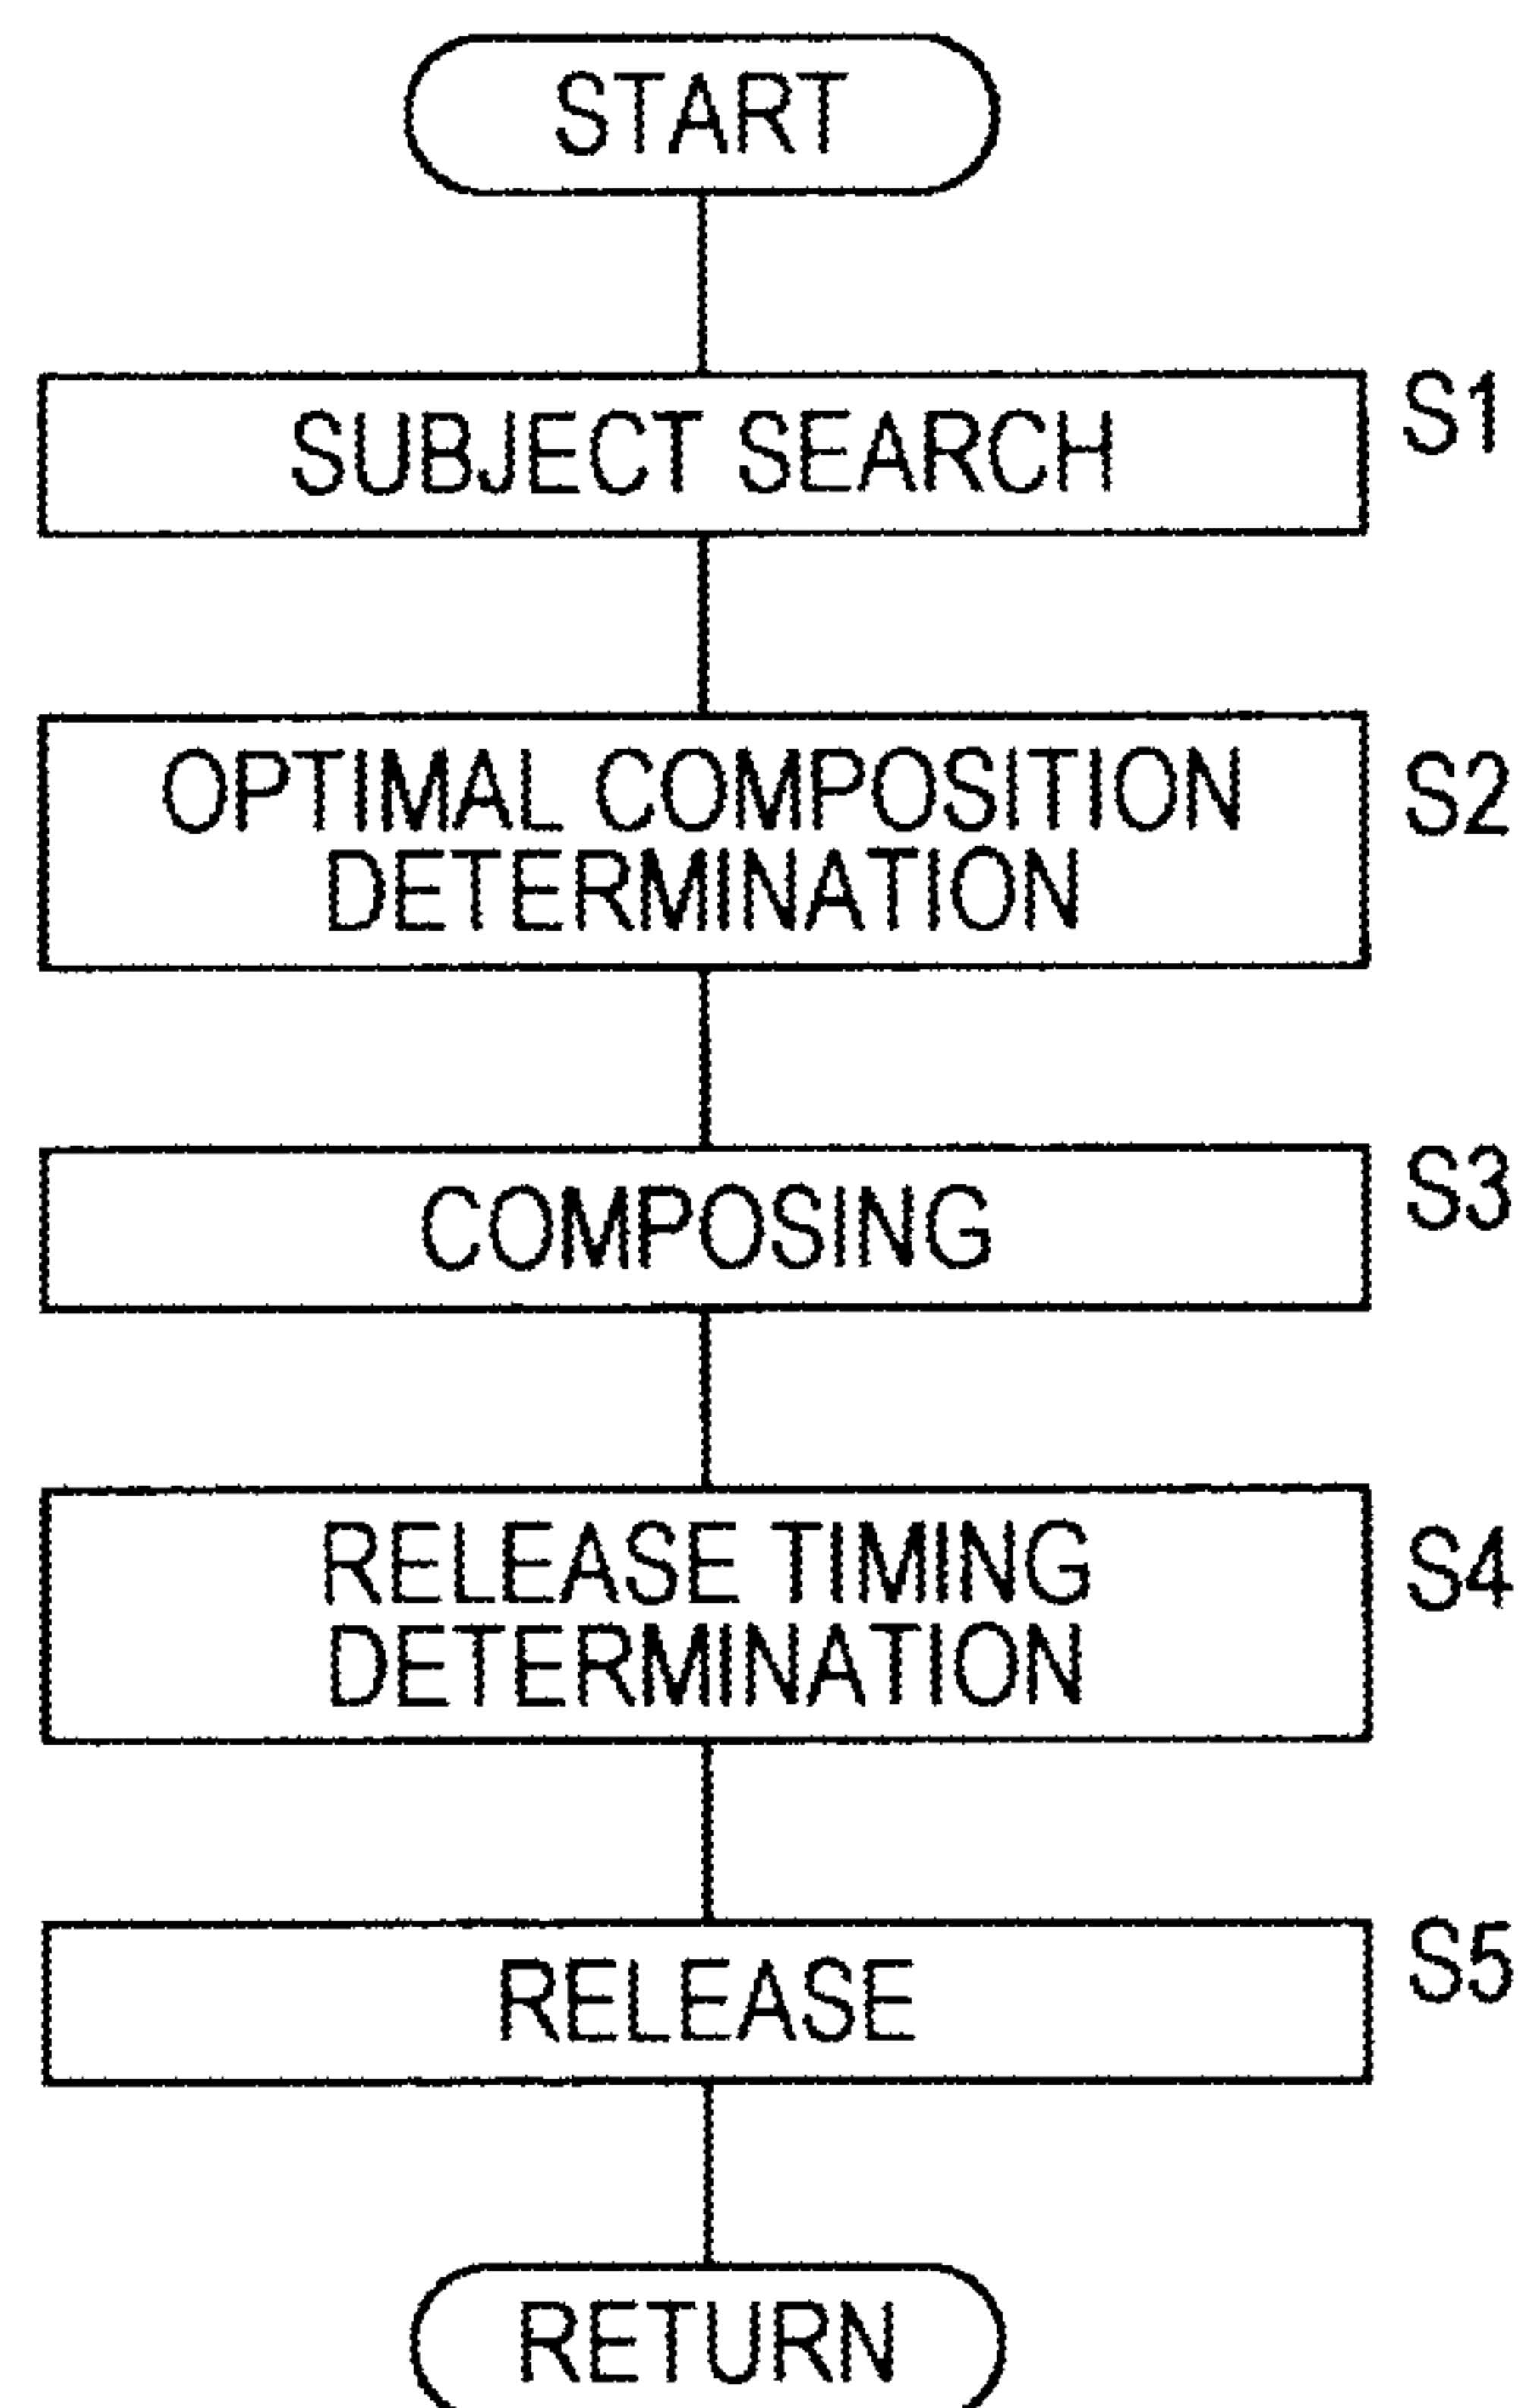 START
SUBJECT SEARCH
S1
OPTIMAL COMPOSITION
DETERMINATION
S2
COMPOSING
S3
RELEASE TIMING
DETERMINATION
S4
RELEASE
S5
RETURN